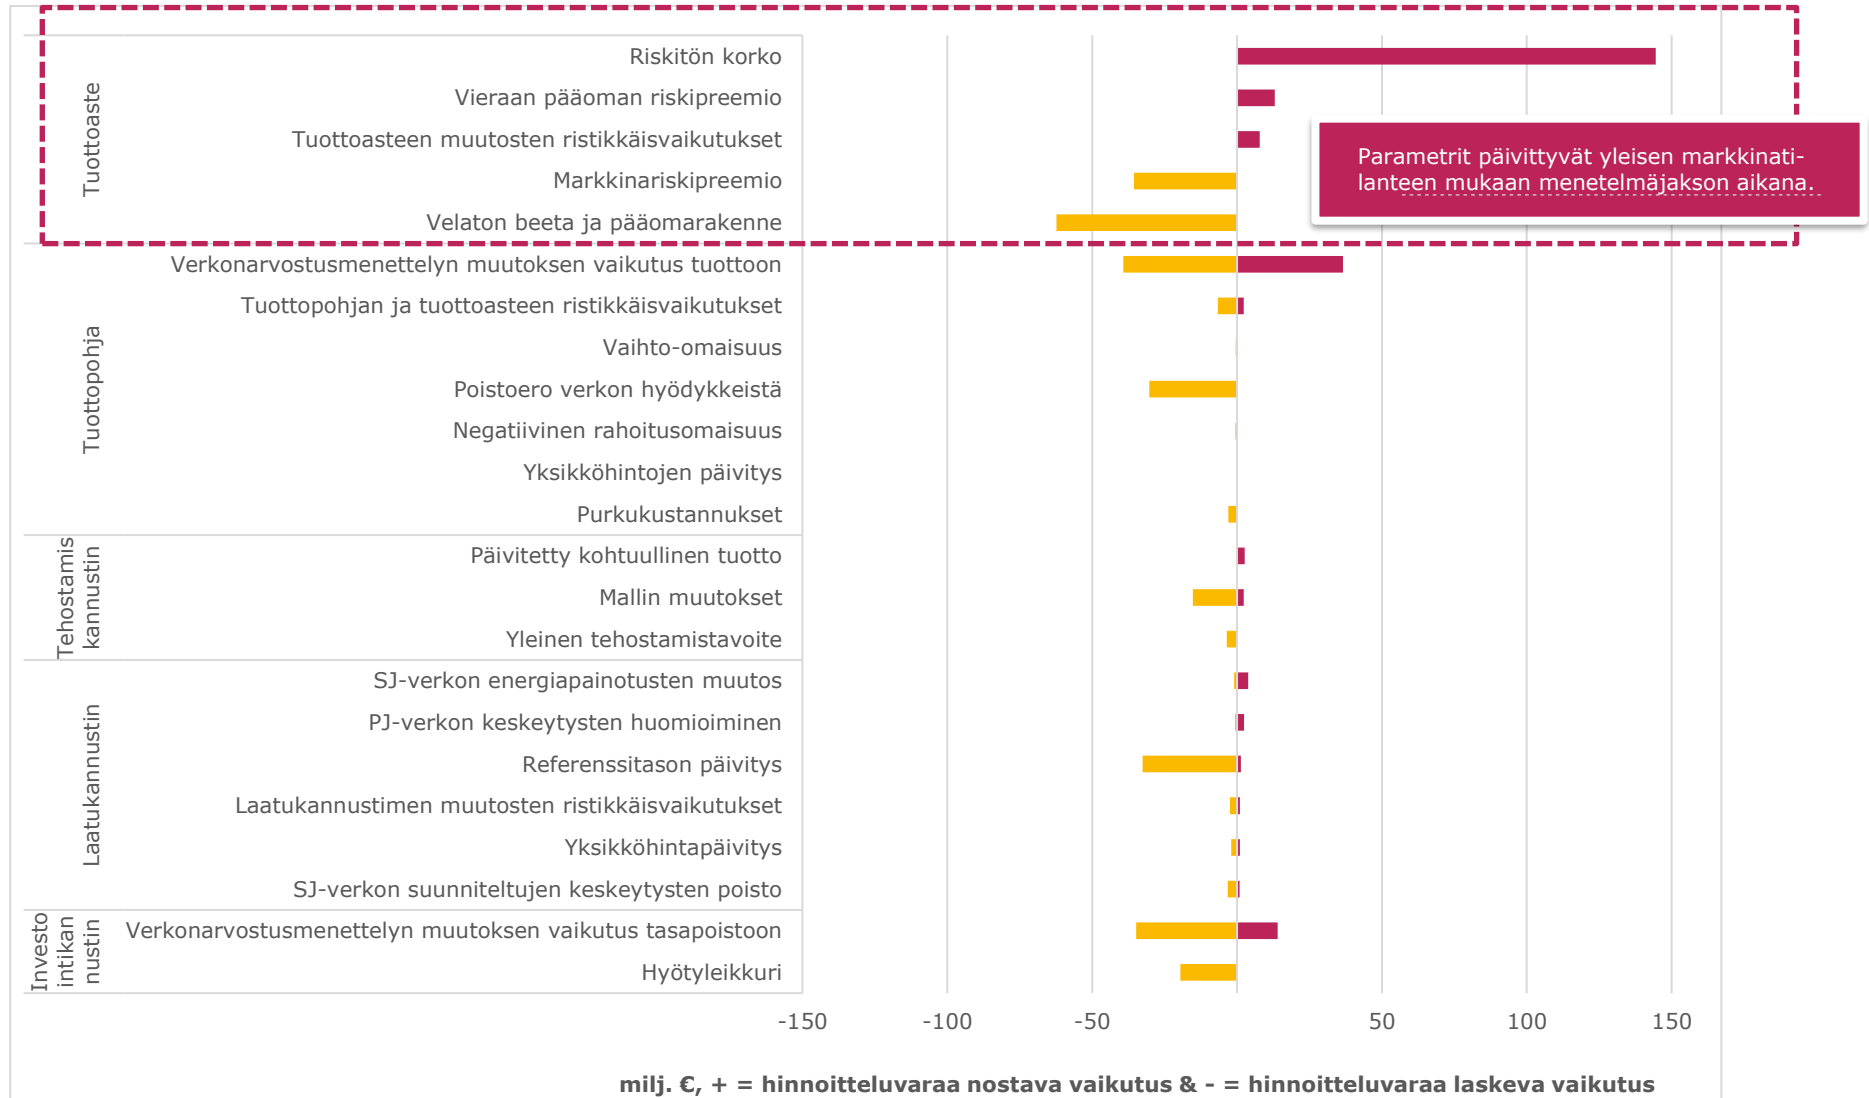 Tuottoaste
Riskitön korko
Vieraan pääoman riskipreemio
Tuottoasteen muutosten ristikkäisvaikutukset
Markkinariskipreemio
Velaton beeta ja pääomarakenne
Parametrit päivittyvät yleisen markkinati-
lanteen mukaan menetelmäjakson aikana.
Tuottopohja
Verkonarvostusmenettelyn muutoksen vaikutus tuottoon
Tuottopohjan ja tuottoasteen ristikkäisvaikutukset
Vaihto-omaisuus
Poistoero verkon hyödykkeistä
Negatiivinen rahoitusomaisuus
Yksikköhintojen päivitys
Purkukustannukset
Tehostamis
kannustin
Päivitetty kohtuullinen tuotto
Mallin muutokset
Yleinen tehostamistavoite
Laatukannustin
SJ-verkon energiapainotusten muutos
PJ-verkon keskeytysten huomioiminen
Referenssitason päivitys
Laatukannustimen muutosten ristikkäisvaikutukset
Yksikköhintapäivitys
SJ-verkon suunniteltujen keskeytysten poisto
Investo
intikan
nustin
Verkonarvostusmenettelyn muutoksen vaikutus tasapoistoon
Hyötyleikkuri
-150 -100 -50 50 100 150
milj. €, + = hinnoitteluvaraa nostava vaikutus & - = hinnoitteluvaraa laskeva vaikutus